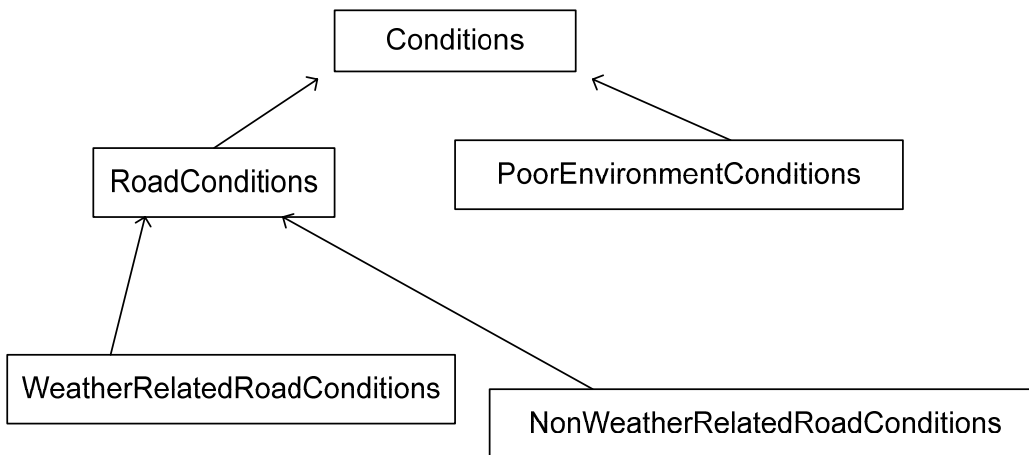 Conditions
RoadConditions
PoorEnvironmentConditions
WeatherRelatedRoadConditions
NonWeatherRelatedRoadConditions